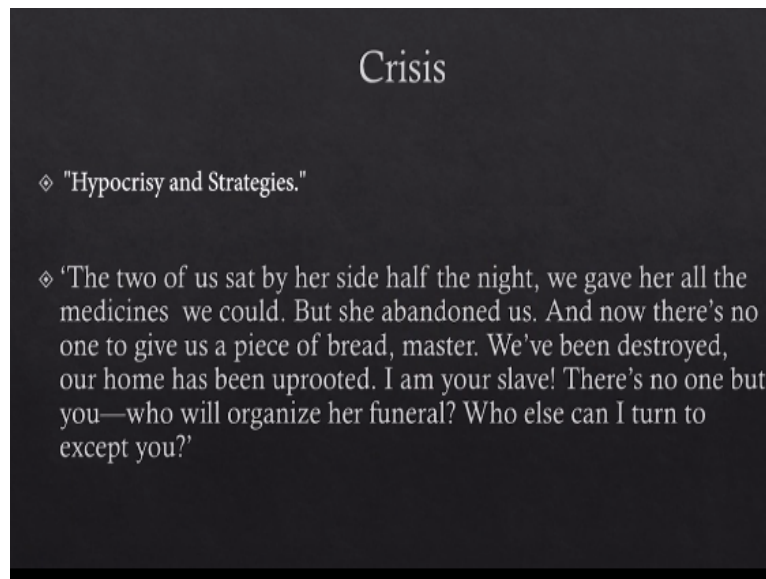 Crisis
"Hypocrisy and Strategies."
‘The two of us sat by her side half the night, we gave her all the
medicines we could. But she abandoned us. And now there’s no
one to give us a piece of bread, master. We’ve been destroyed,
our home has been uprooted. I am your slave! There’s no one but
you—who will organize her funeral? Who else can I turn to
except you?’